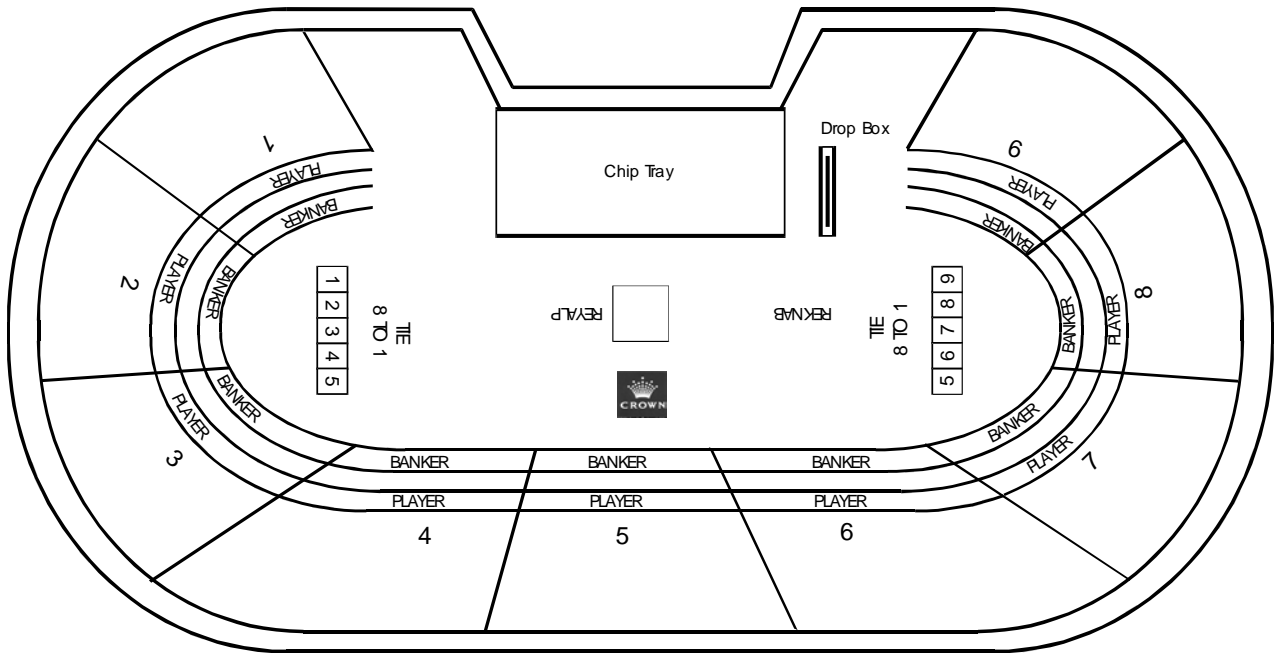 Drop Box
Chip Tray
1
PLAYER
BANKER
9
PLAYER
BANKER
2
PLAYER
BANKER
1
2
3
4
5
TIE
8 TO 1
PLAYER
BANKER
TIE
8 TO 1
9
8
7
6
5
BANKER
PLAYER
8
CROWN
BANKER
PLAYER
3
BANKER
PLAYER
7
BANKER
BANKER
BANKER
PLAYER
PLAYER
PLAYER
4
5
6